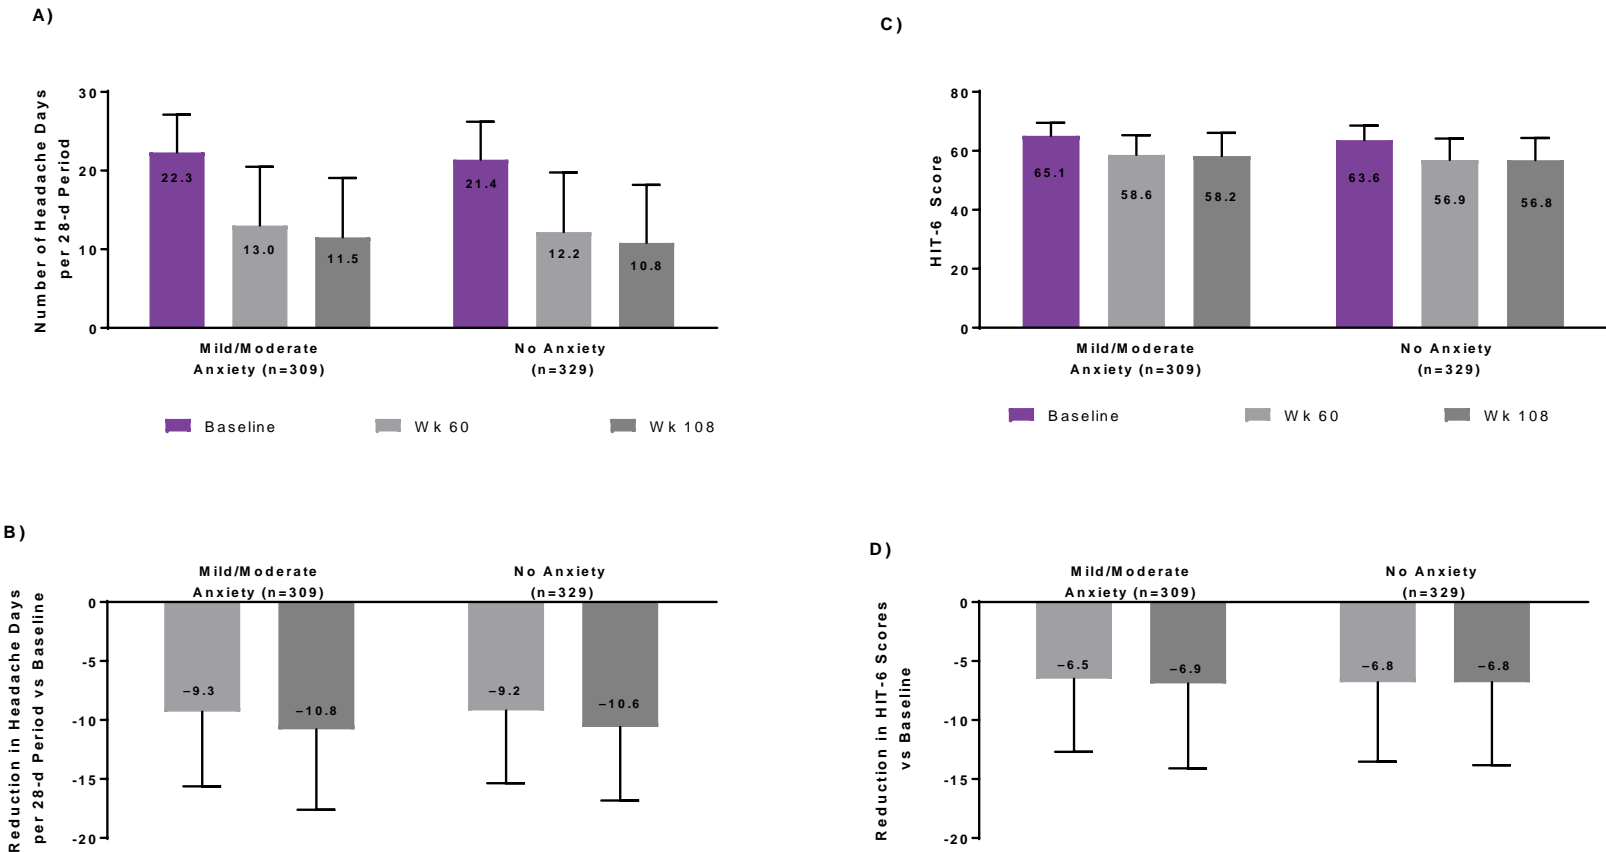 A)
Number of Headache Days
per 28-d Period
30
20
10
0
22.3
13.0
11.5
21.4
12.2
10.8
Mild/Moderate
Anxiety (n=309)
No Anxiety
(n=329)
Baseline
Wk 60
Wk 108
C)
HIT-6 Score
80
60
40
20
0
65.1
58.6
58.2
63.6
56.9
56.8
Mild/Moderate
Anxiety (n=309)
No Anxiety
(n=329)
Baseline
Wk 60
Wk 108
B)
Mild/Moderate
Anxiety (n=309)
No Anxiety
(n=329)
Reduction in Headache Days
per 28-d Period vs Baseline
0
-5
-10
-15
-20
–9.3
–10.8
–9.2
–10.6
D)
Mild/Moderate
Anxiety (n=309)
No Anxiety
(n=329)
Reduction in HIT-6 Scores
vs Baseline
0
-5
-10
-15
-20
–6.5
–6.9
–6.8
–6.8